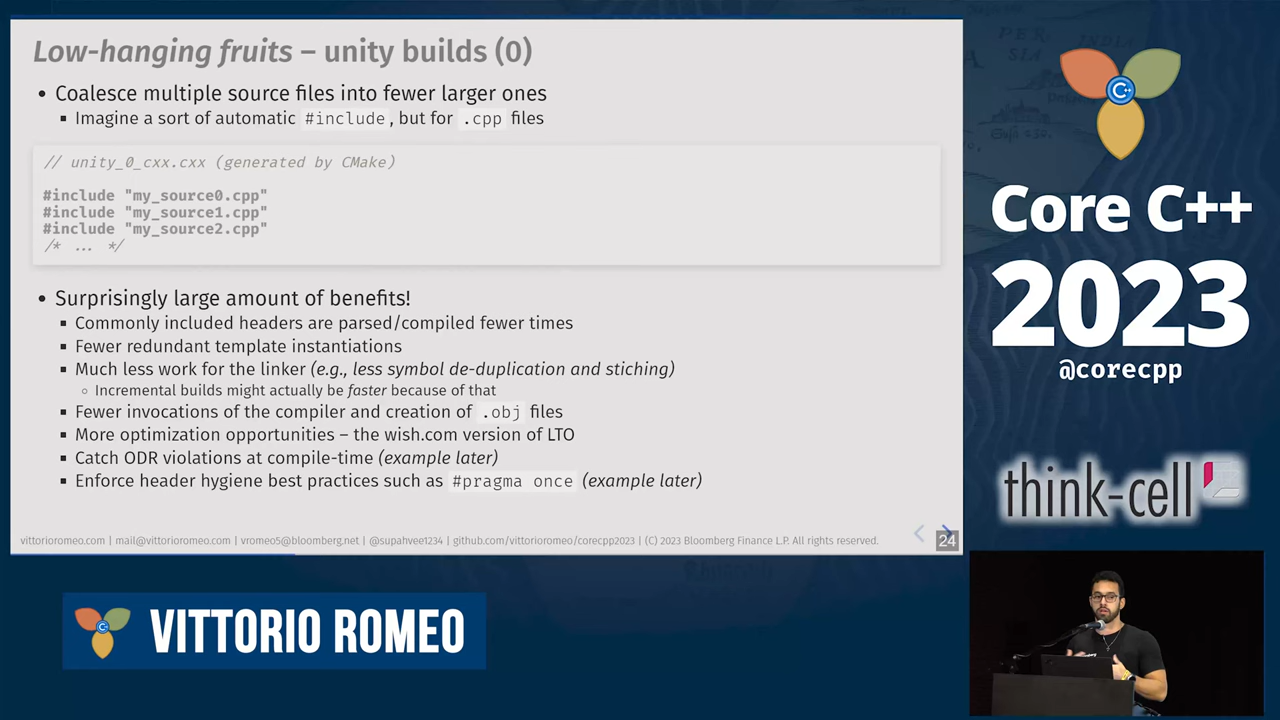 Low-hanging fruits – unity builds (0)
• Coalesce multiple source files into fewer larger ones
▪ Imagine a sort of automatic #include, but for .cpp files
// unity_0_cxx.cxx (generated by CMake)
#include "my_source0.cpp"
#include "my_source1.cpp"
#include "my_source2.cpp"
/* ... */
• Surprisingly large amount of benefits!
▪ Commonly included headers are parsed/compiled fewer times
▪ Fewer redundant template instantiations
▪ Much less work for the linker (e.g., less symbol de-duplication and stiching)
◦ Incremental builds might actually be faster because of that
▪ Fewer invocations of the compiler and creation of .obj files
▪ More optimization opportunities – the wish.com version of LTO
▪ Catch ODR violations at compile-time (example later)
▪ Enforce header hygiene best practices such as #pragma once (example later)
vittorioromeo.com | mail@vittorioromeo.com | vromeo5@bloomberg.net | @supahvee1234 | github.com/vittorioromeo/corecpp2023 | (C) 2023 Bloomberg Finance L.P. All rights reserved.
24
C++
Core C++
2023
@corecpp
think-cell
C++
VITTORIO ROMEO